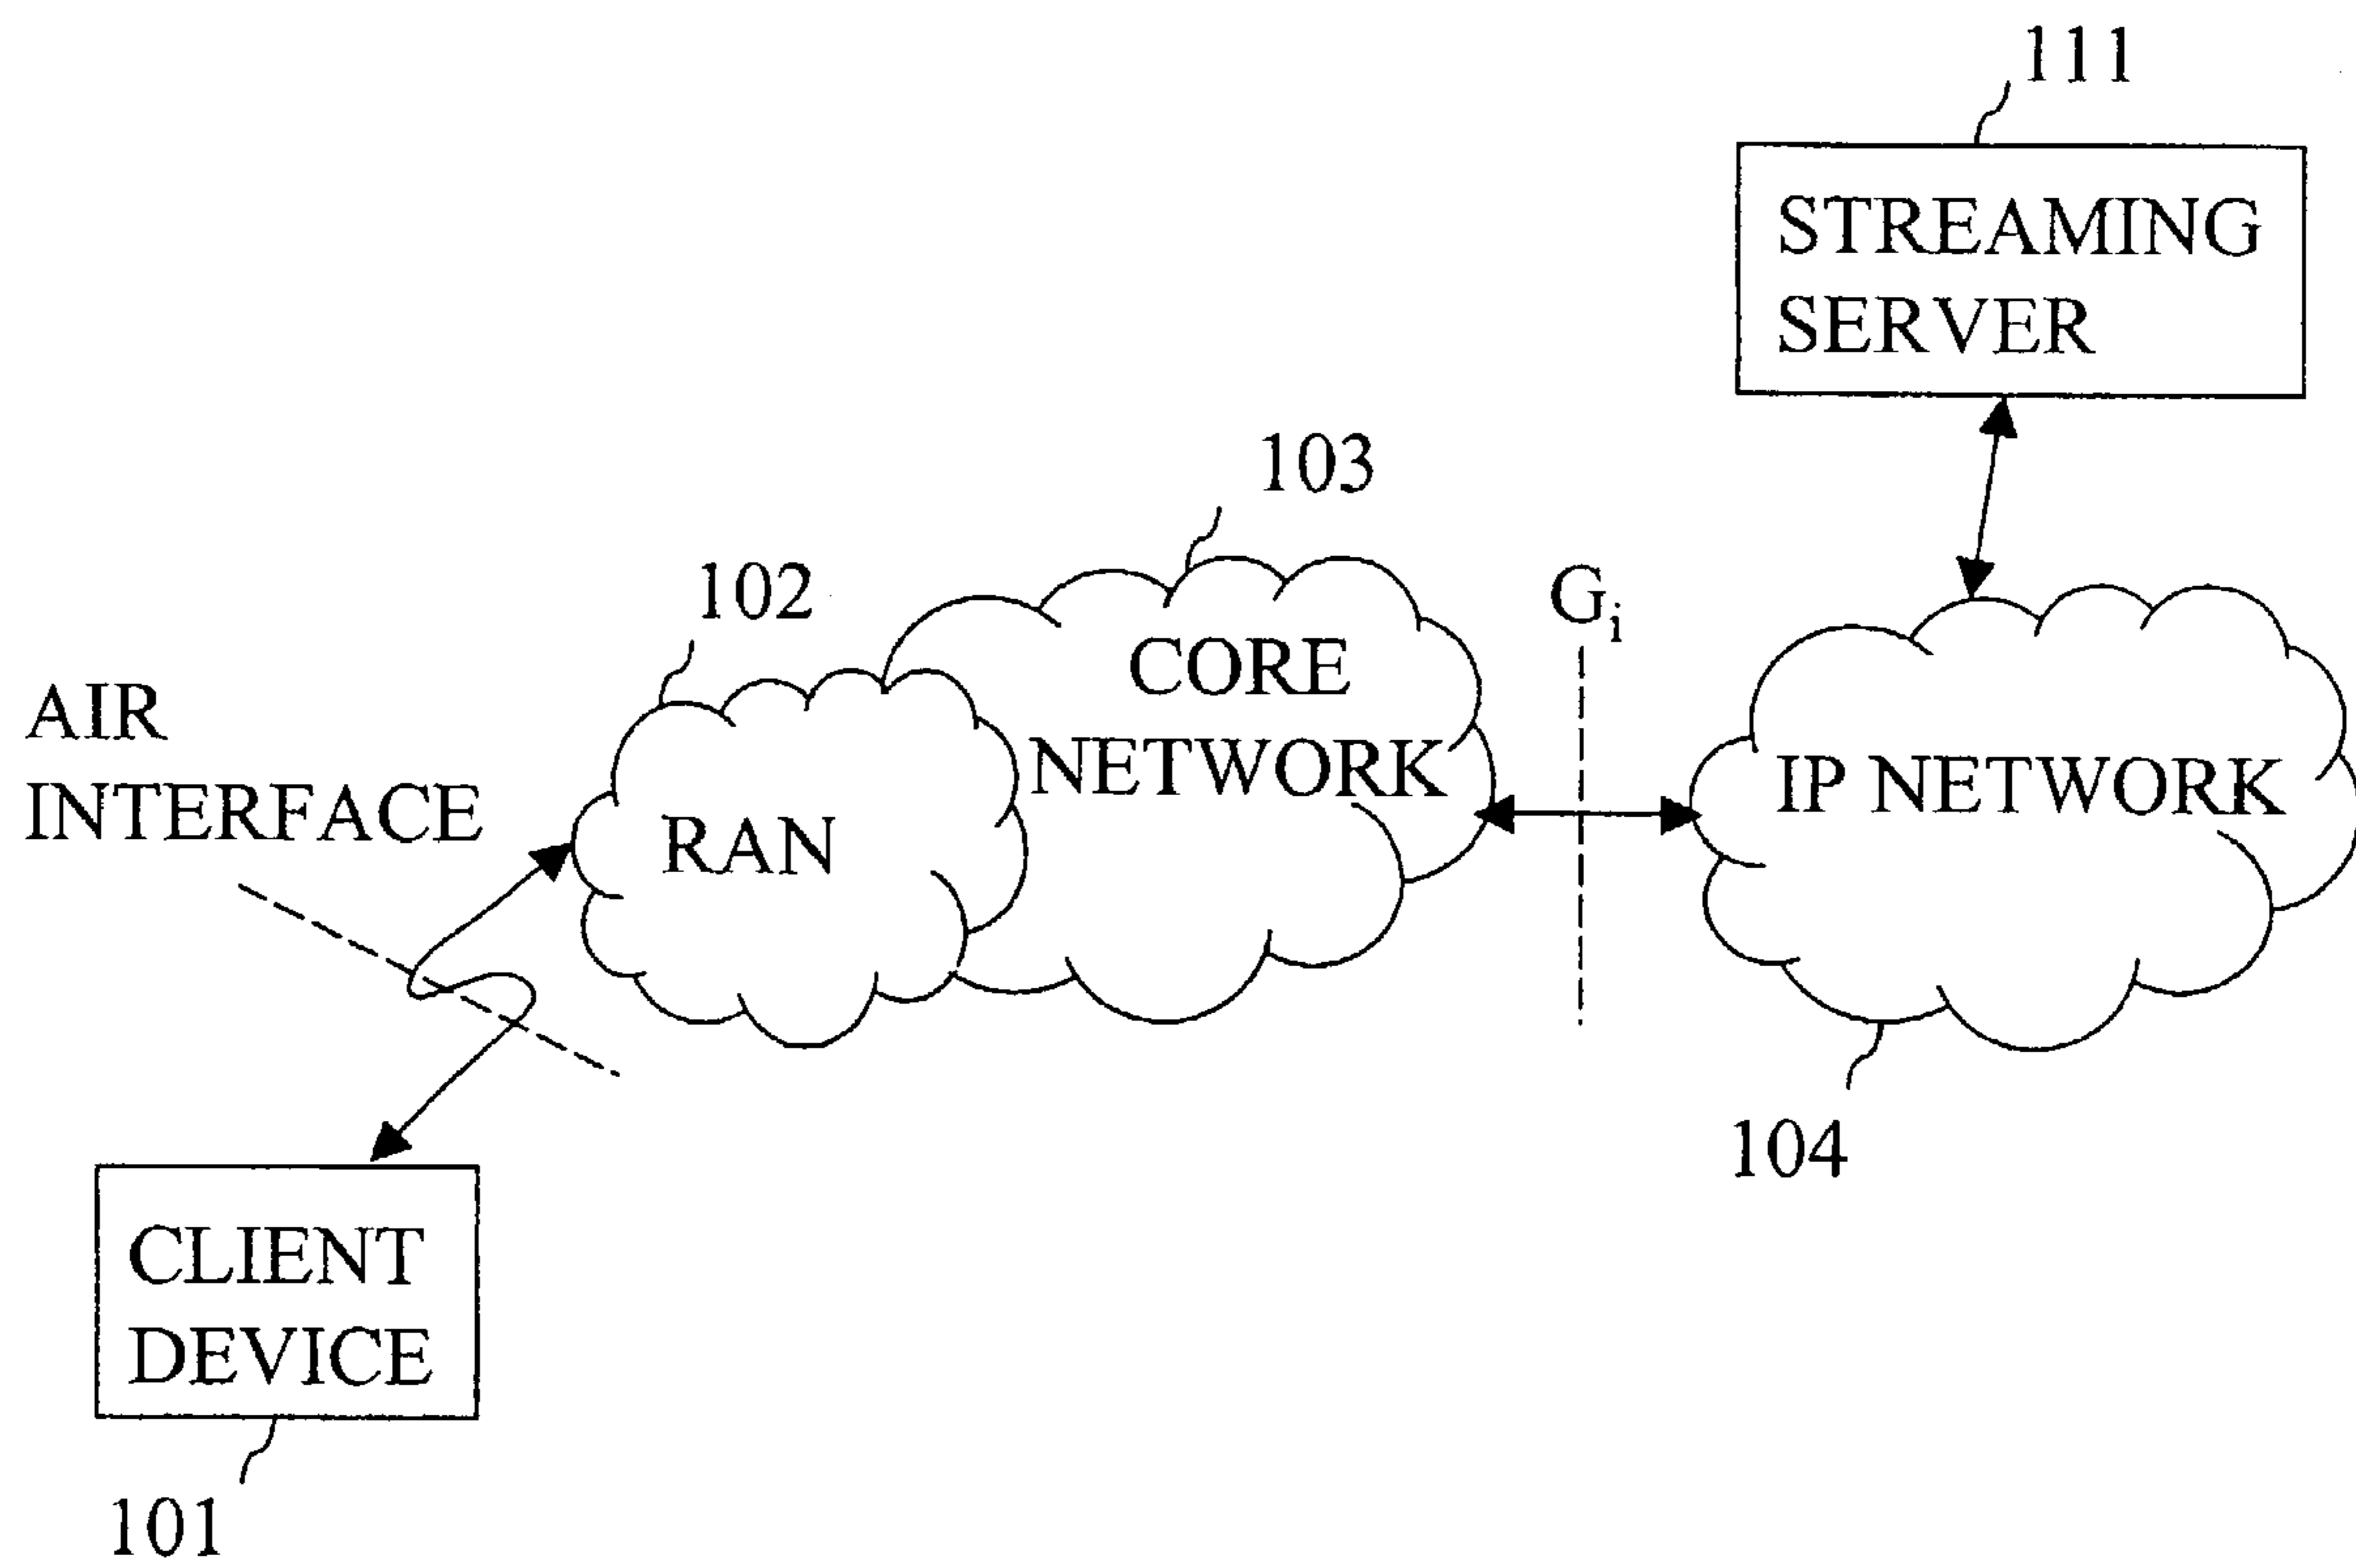 111
STREAMING
SERVER
103
102
Gi
CORE
NETWORK
AIR
INTERFACE
IP NETWORK
RAN
104
CLIENT
DEVICE
101